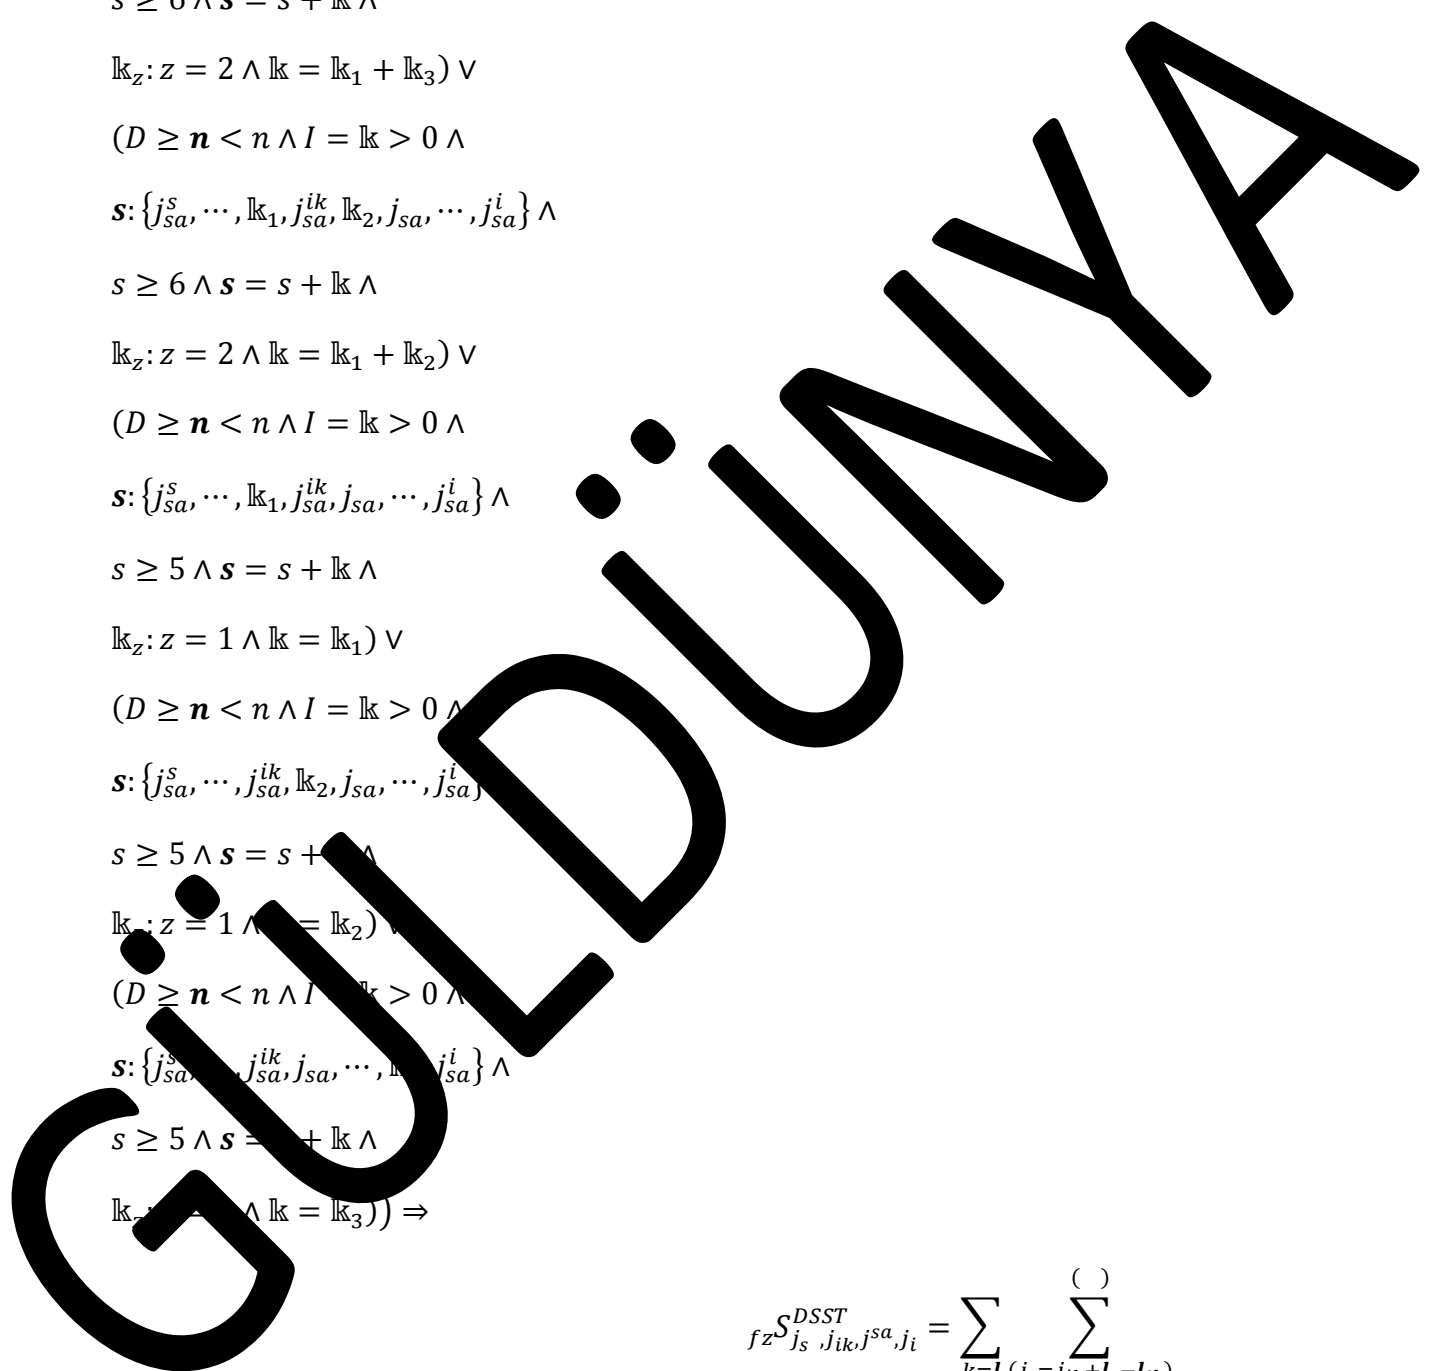 s ≥ 6 ∧ 𝒔 = s + 𝕜 ∧
𝕜_z: z = 2 ∧ 𝕜 = 𝕜_1 + 𝕜_3) ∨
(D ≥ 𝒏 < n ∧ I = 𝕜 > 0 ∧
𝒔: {j_{sa}^{s}, ⋯, 𝕜_1, j_{sa}^{ik}, 𝕜_2, j_{sa}, ⋯, j_{sa}^{i}} ∧
s ≥ 6 ∧ 𝒔 = s + 𝕜 ∧
𝕜_z: z = 2 ∧ 𝕜 = 𝕜_1 + 𝕜_2) ∨
(D ≥ 𝒏 < n ∧ I = 𝕜 > 0 ∧
𝒔: {j_{sa}^{s}, ⋯, 𝕜_1, j_{sa}^{ik}, j_{sa}, ⋯, j_{sa}^{i}} ∧
s ≥ 5 ∧ 𝒔 = s + 𝕜 ∧
𝕜_z: z = 1 ∧ 𝕜 = 𝕜_1) ∨
(D ≥ 𝒏 < n ∧ I = 𝕜 > 0 ∧
𝒔: {j_{sa}^{s}, ⋯, j_{sa}^{ik}, 𝕜_2, j_{sa}, ⋯, j_{sa}^{i}}
s ≥ 5 ∧ 𝒔 = s + ∧
: z = 1 ∧ = 𝕜_2) ∨
(D ≥ 𝒏 < n ∧ I 𝕜 > 0 ∧
𝒔: {j_{sa}^{s}, , j_{sa}^{ik}, j_{sa}, ⋯, j_{sa}^{i}} ∧
s ≥ 5 ∧ 𝒔 = + 𝕜 ∧
∧ 𝕜 = 𝕜_3)) ⇒
_{fz}S_{j_s, j_{ik}, j^{sa}, j_i}^{DSST} = ∑ ∑^{( )}
GÜLDÜNYA